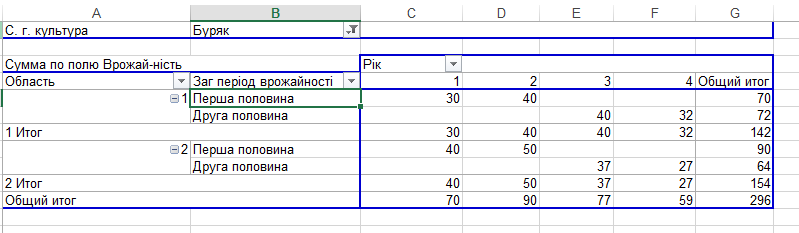 A B C D E F G
С. г. культура Буряк
Сумма по полю Врожай-ність Рік
Область Заг період врожайності 1 2 3 4 Общий итог
1 Перша половина 30 40 70
Друга половина 40 32 72
1 Итог 30 40 40 32 142
2 Перша половина 40 50 90
Друга половина 37 27 64
2 Итог 40 50 37 27 154
Общий итог 70 90 77 59 296